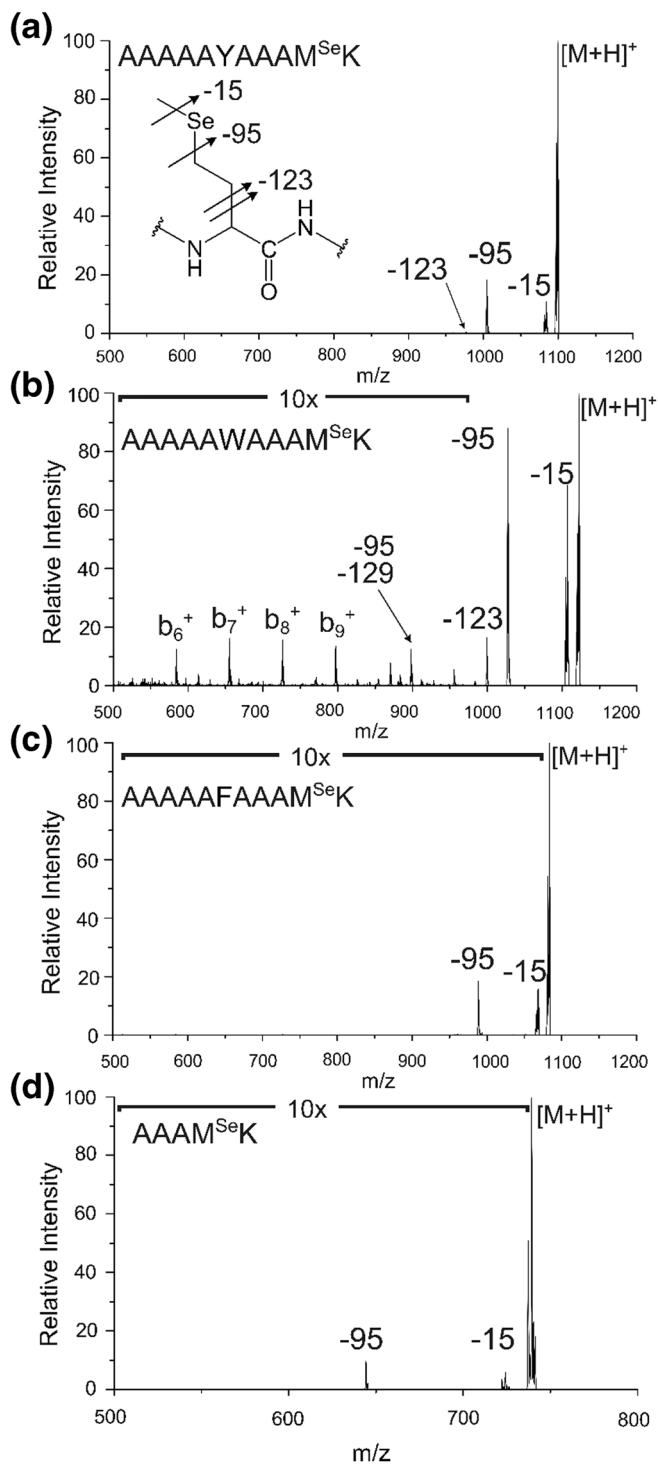 (a)
AAAAAYAAAM^Se K
[M+H]+
-15
Se
-95
-123
H
N
N
H
C
O
-123
-95
-15
Relative Intensity
100
80
60
40
20
0
500 600 700 800 900 1000 1100 1200
m/z
(b)
10x
AAAAAWAAAM^Se K
[M+H]+
-95
-15
-95
-129
-123
b6+
b7+
b8+
b9+
Relative Intensity
100
80
60
40
20
0
500 600 700 800 900 1000 1100 1200
m/z
(c)
10x
[M+H]+
AAAAAFAAAM^Se K
-95
-15
Relative Intensity
100
80
60
40
20
0
500 600 700 800 900 1000 1100 1200
m/z
(d)
10x
[M+H]+
AAAM^Se K
-95
-15
Relative Intensity
100
80
60
40
20
0
500 600 700 800
m/z